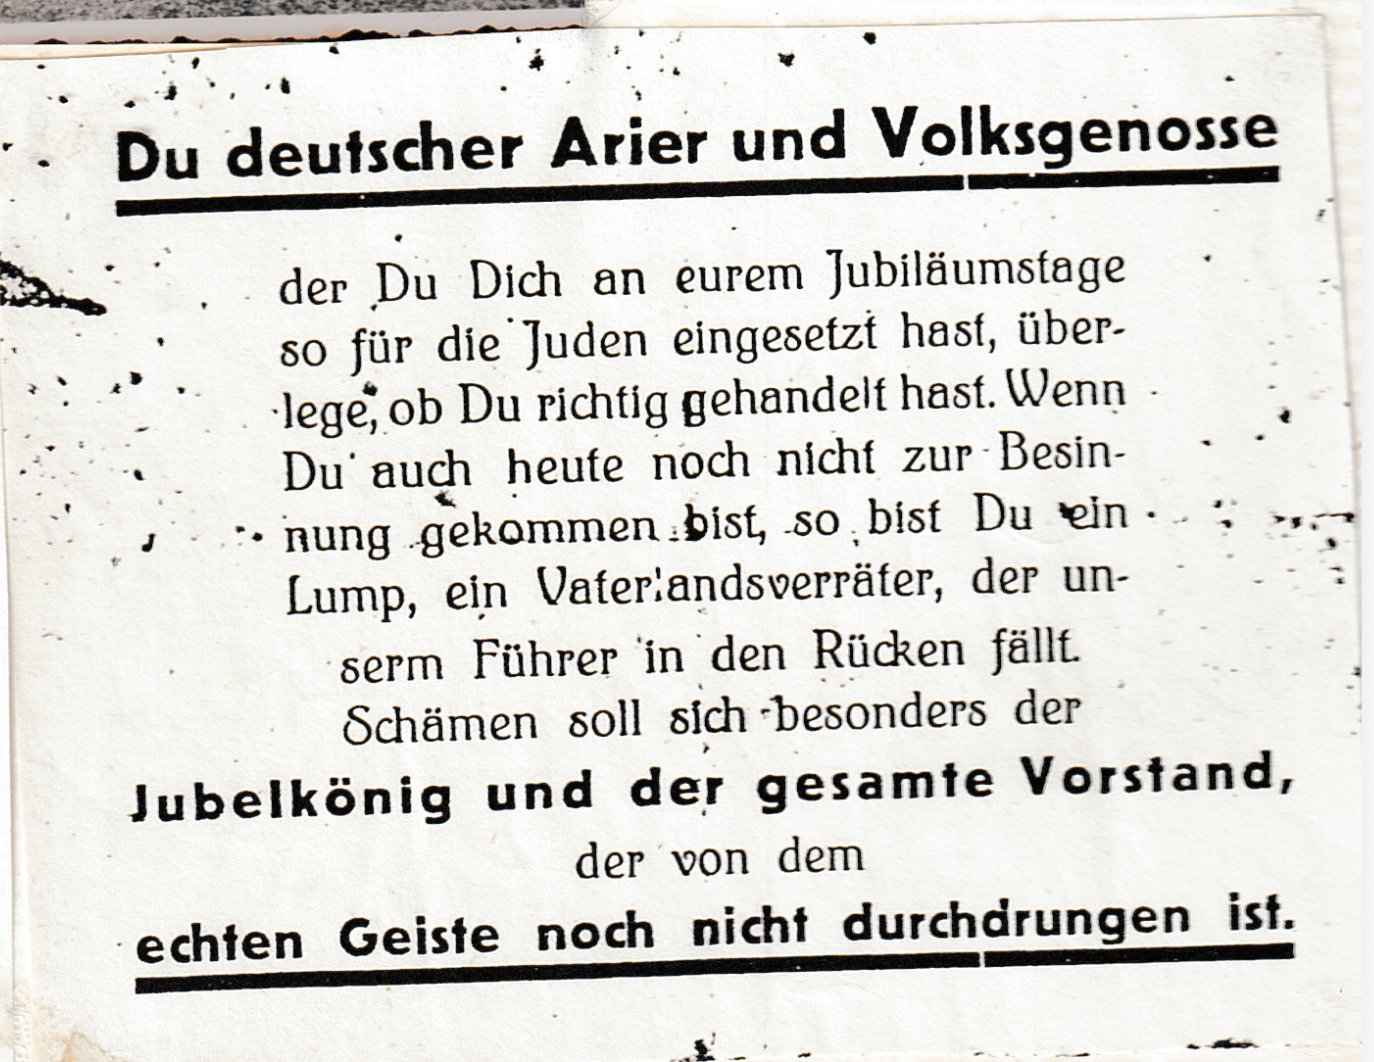 Du deutscher Arier und Volksgenosse
der Du Dich an eurem Jubiläumstage
so für die Juden eingesetzt hast, über-
lege, ob Du richtig gehandelt hast. Wenn
Du auch heute noch nicht zur Besin-
nung gekommen bist, so bist Du ein
Lump, ein Vaterlandsverräter, der un-
serm Führer in den Rücken fällt.
Schämen soll sich besonders der
Jubelkönig und der gesamte Vorstand,
der von dem
echten Geiste noch nicht durchdrungen ist.